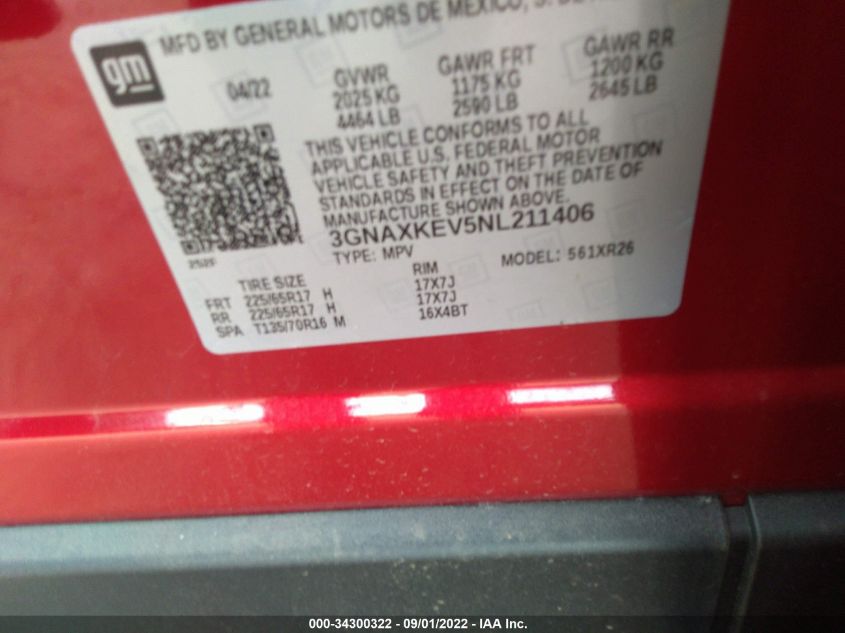 MFD BY GENERAL MOTORS DE MEXICO, S. DE
gm
04/22
GVWR
2025 KG
4464 LB
GAWR FRT
1175 KG
2590 LB
GAWR RR
1200 KG
2645 LB
THIS VEHICLE CONFORMS TO ALL
APPLICABLE U.S. FEDERAL MOTOR
VEHICLE SAFETY AND THEFT PREVENTION
STANDARDS IN EFFECT ON THE DATE OF
MANUFACTURE SHOWN ABOVE.
3GNAXKEV5NL211406
TYPE: MPV
MODEL: 561XR26
252F
TIRE SIZE RIM
FRT 225/65R17 H 17X7J
RR 225/65R17 H 17X7J
SPA T135/70R16 M 16X4BT
000-34300322 - 09/01/2022 - IAA Inc.